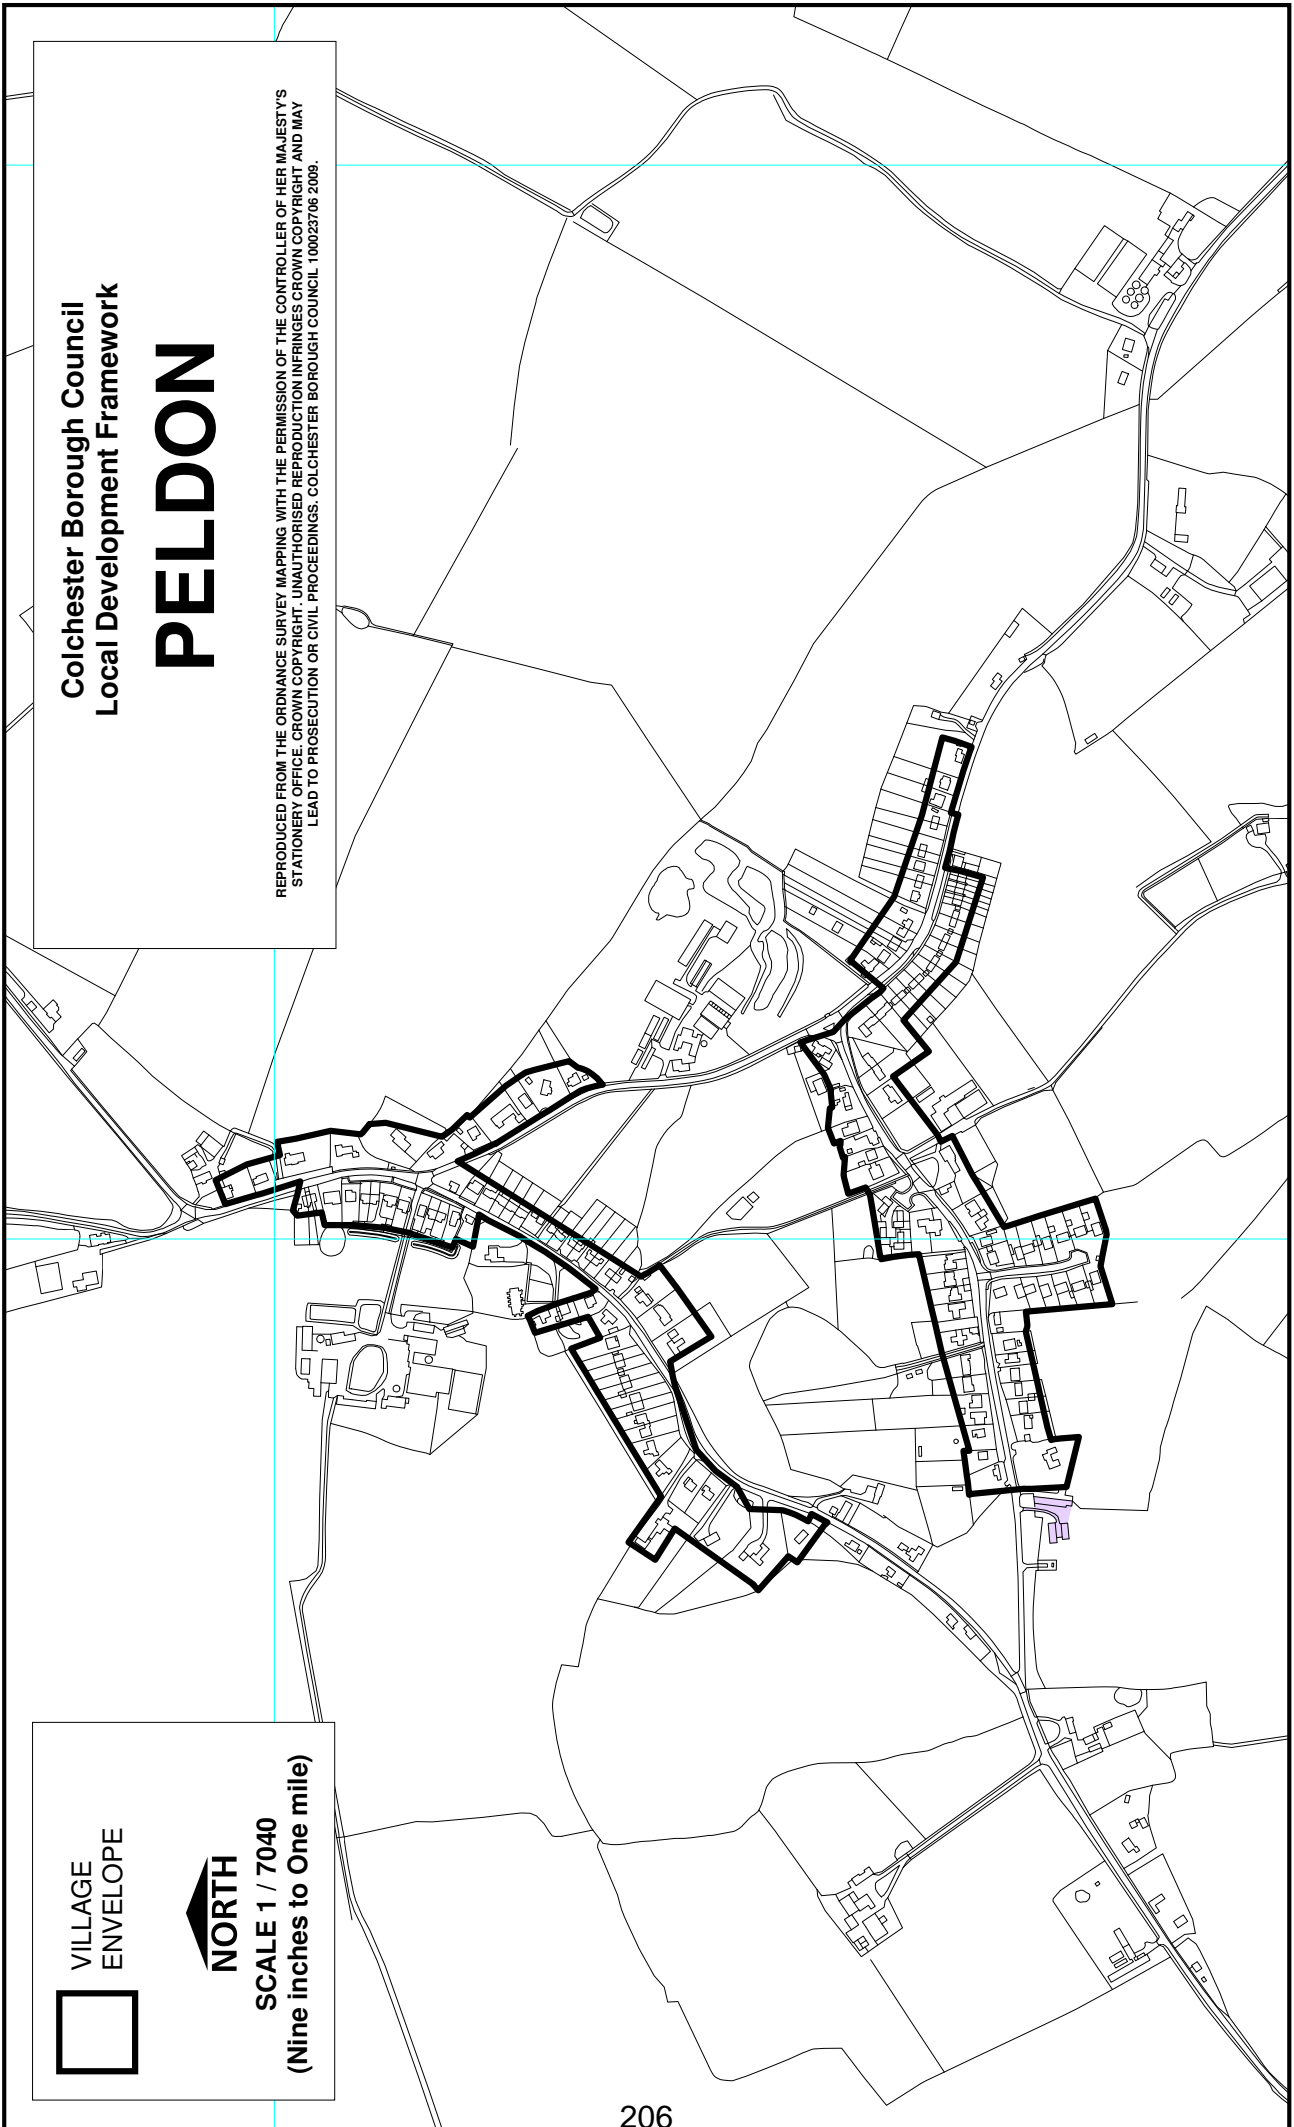 Colchester Borough Council
Local Development Framework
PELDON
REPRODUCED FROM THE ORDNANCE SURVEY MAPPING WITH THE PERMISSION OF THE CONTROLLER OF HER MAJESTY'S
STATIONERY OFFICE. CROWN COPYRIGHT. UNAUTHORISED REPRODUCTION INFRINGES CROWN COPYRIGHT AND MAY
LEAD TO PROSECUTION OR CIVIL PROCEEDINGS. COLCHESTER BOROUGH COUNCIL 100023706 2009.
VILLAGE
ENVELOPE
NORTH
SCALE 1 / 7040
(Nine inches to One mile)
206